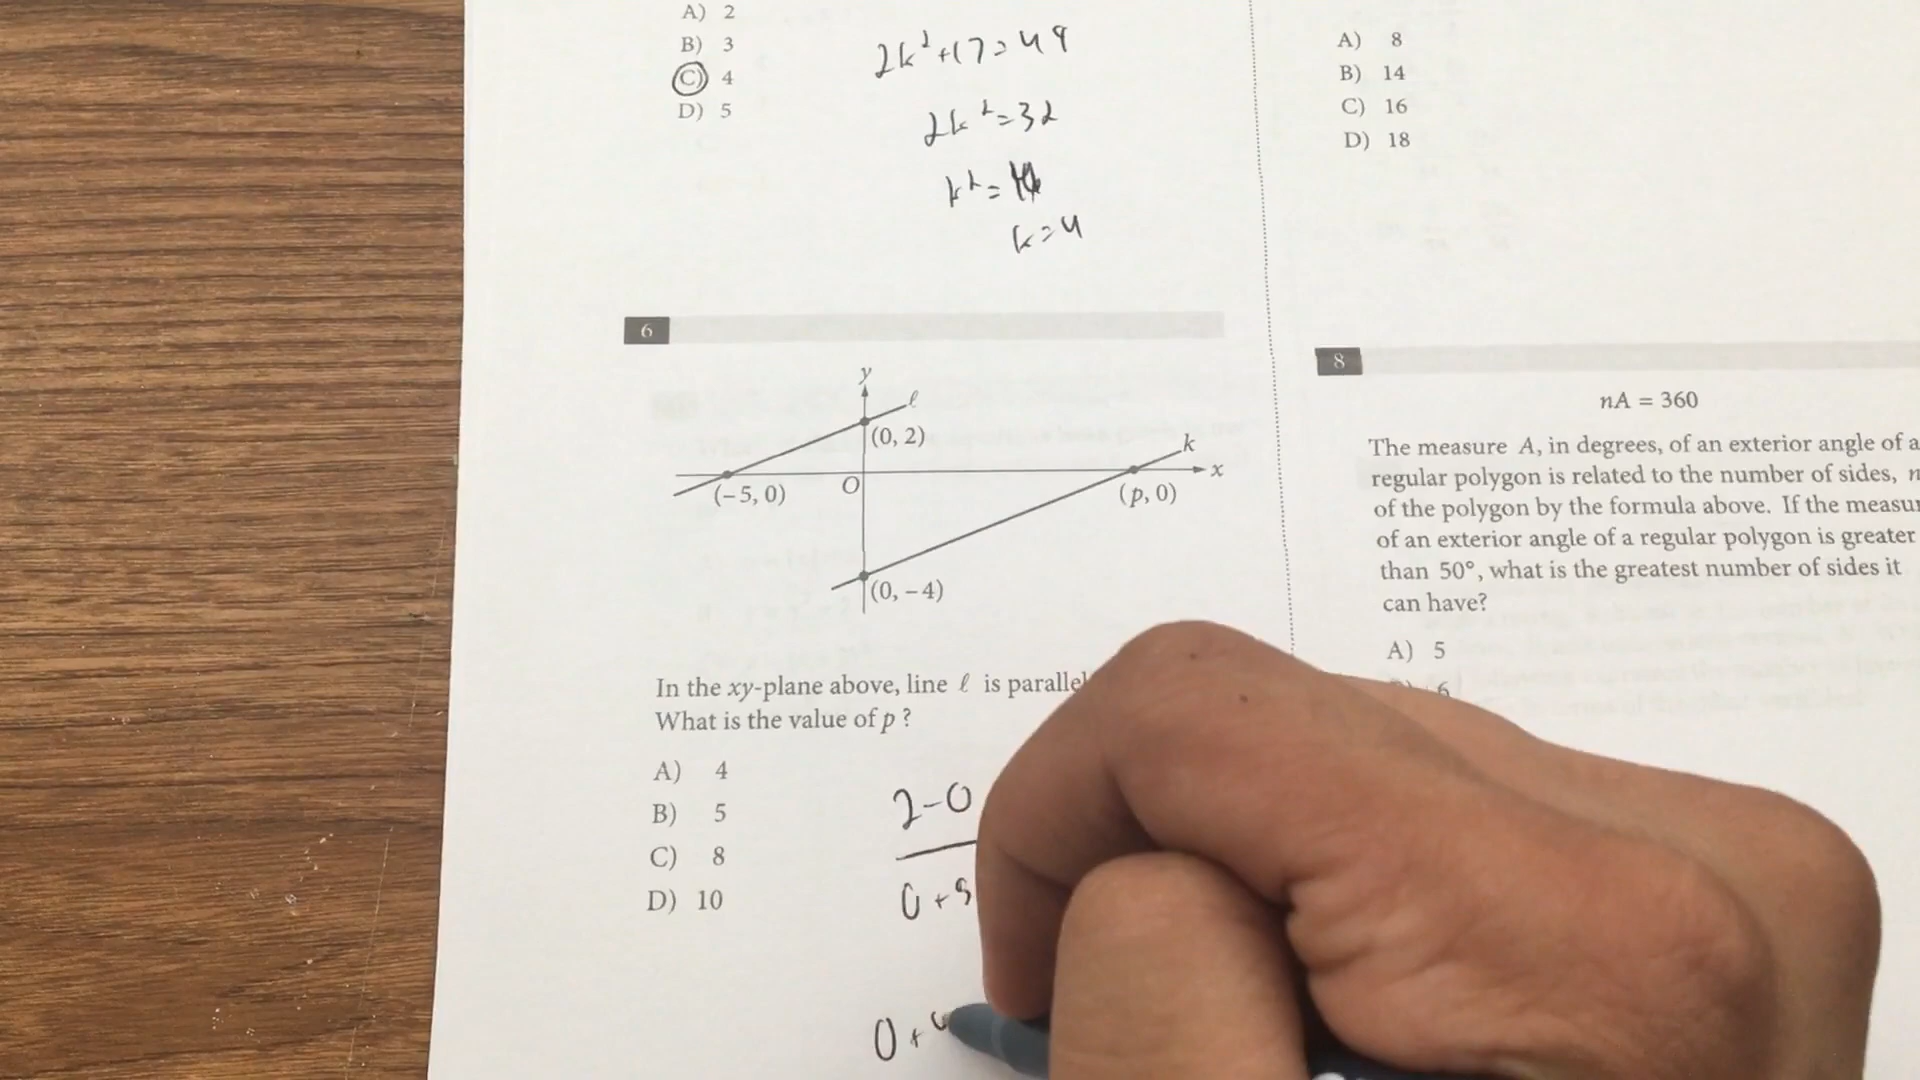 A) 2
B) 3
C) 4
D) 5
2k²+17=49
2k²=32
k²=
k=4
6
y
ℓ
(0, 2)
k
x
(−5, 0)
O
(p, 0)
(0, −4)
In the xy-plane above, line ℓ is parallel
What is the value of p ?
A) 4
B) 5
C) 8
D) 10
2-0
0+5
0+
A) 8
B) 14
C) 16
D) 18
8
nA = 360
The measure A, in degrees, of an exterior angle of a
regular polygon is related to the number of sides, n
of the polygon by the formula above. If the measu
of an exterior angle of a regular polygon is greater
than 50°, what is the greatest number of sides it
can have?
A) 5
6